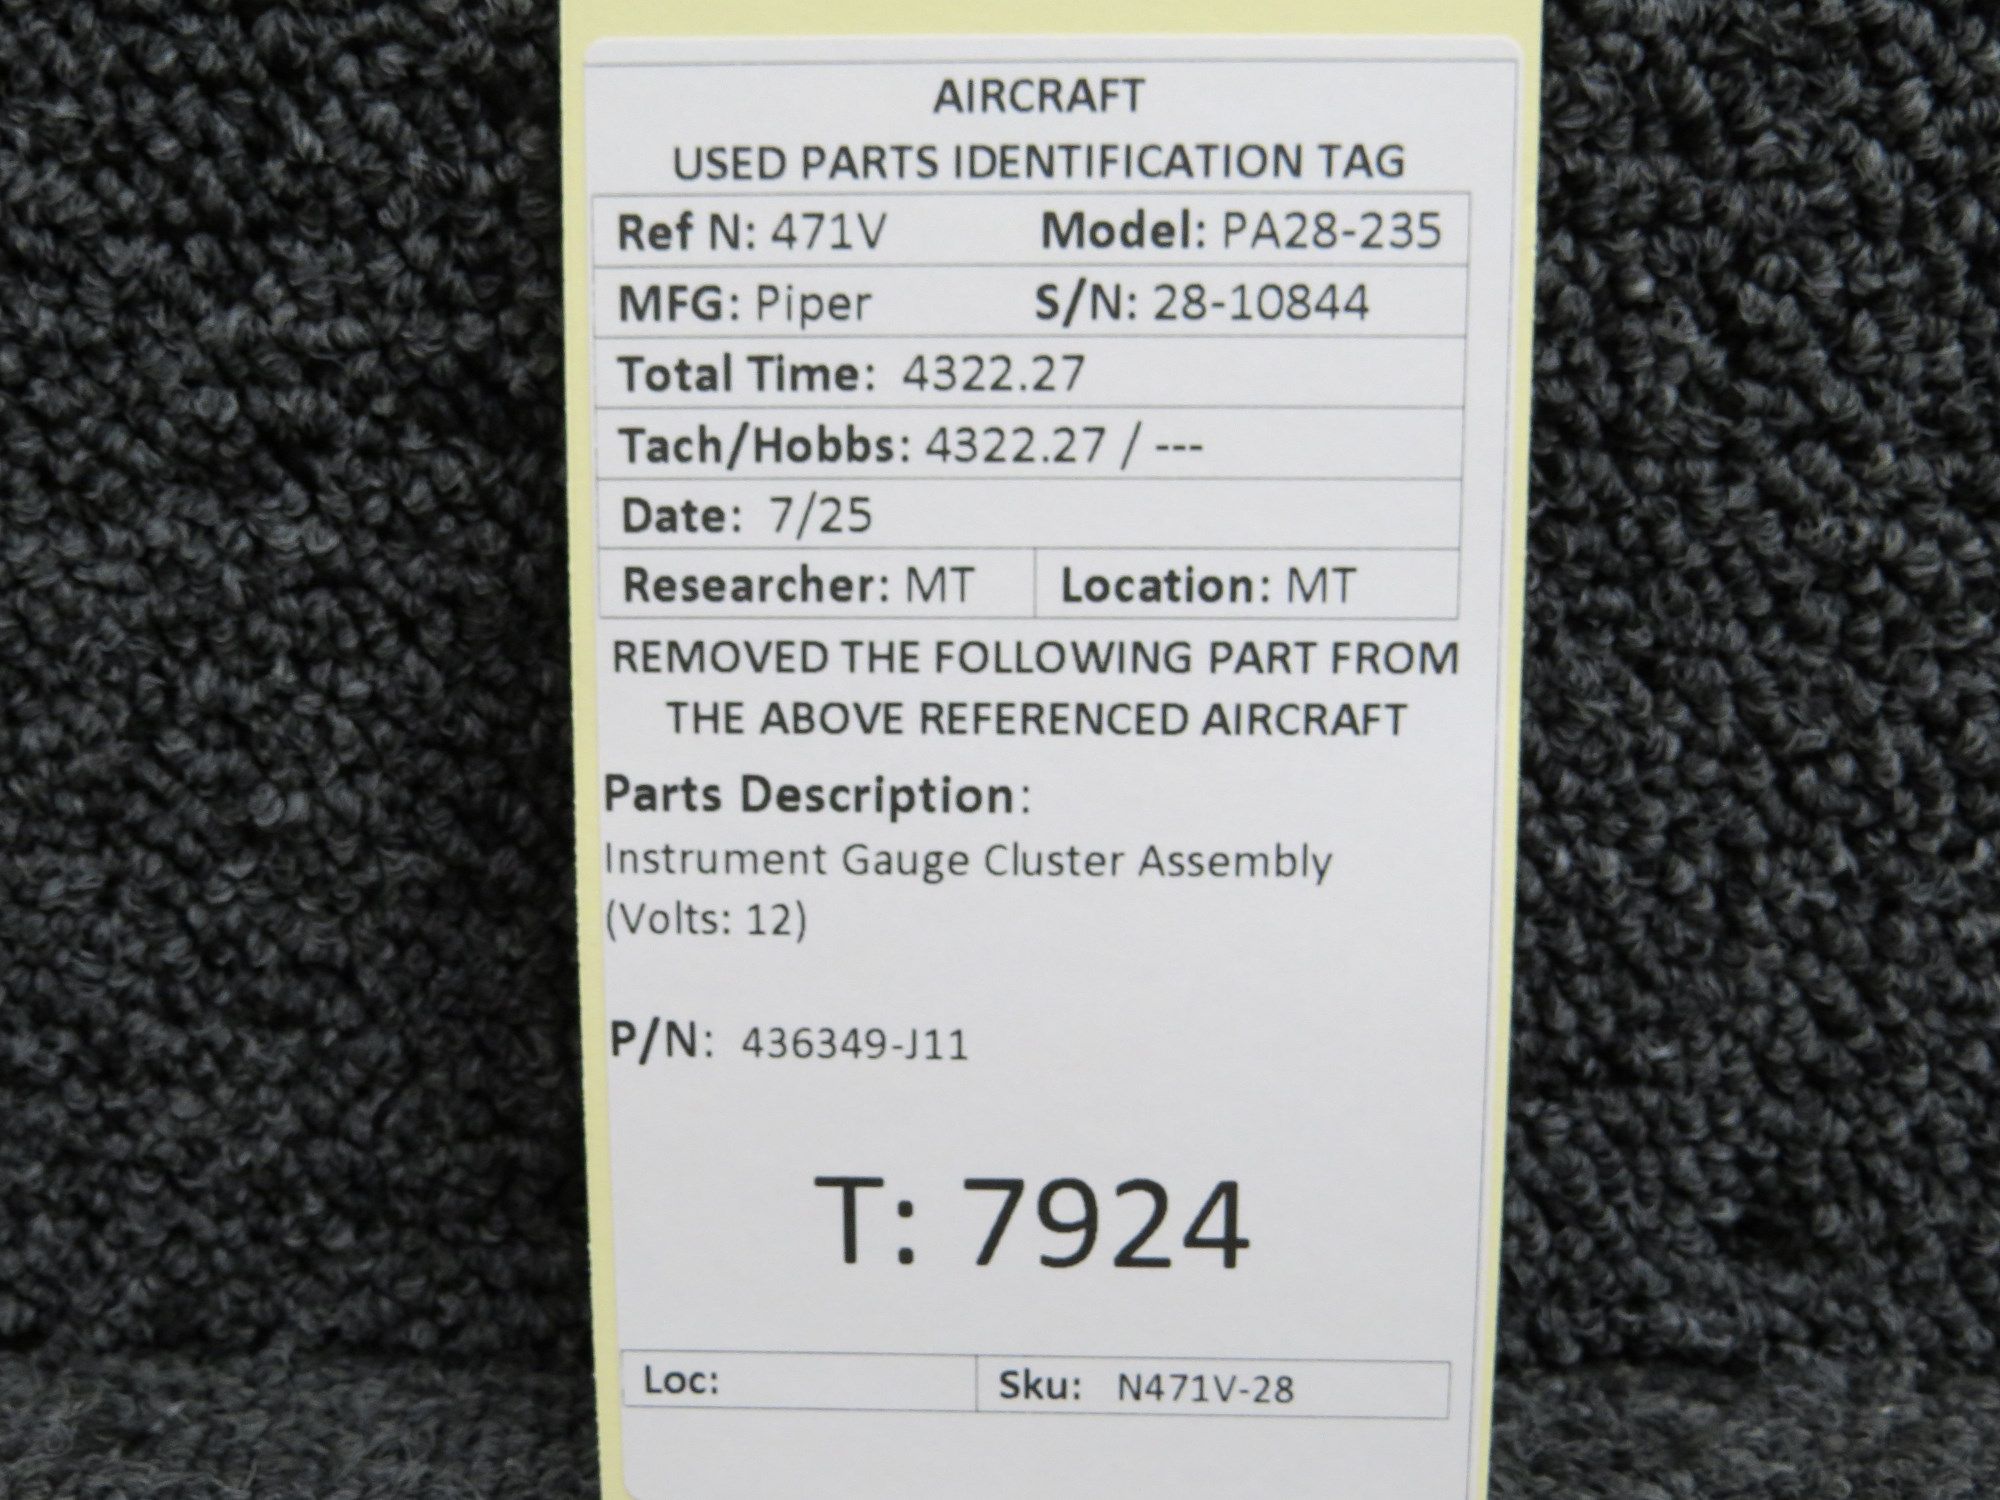 AIRCRAFT
USED PARTS IDENTIFICATION TAG
Ref N: 471V Model: PA28-235
MFG: Piper S/N: 28-10844
Total Time: 4322.27
Tach/Hobbs: 4322.27 / ---
Date: 7/25
Researcher: MT Location: MT
REMOVED THE FOLLOWING PART FROM
THE ABOVE REFERENCED AIRCRAFT
Parts Description:
Instrument Gauge Cluster Assembly
(Volts: 12)
P/N: 436349-J11
T: 7924
Loc: Sku: N471V-28